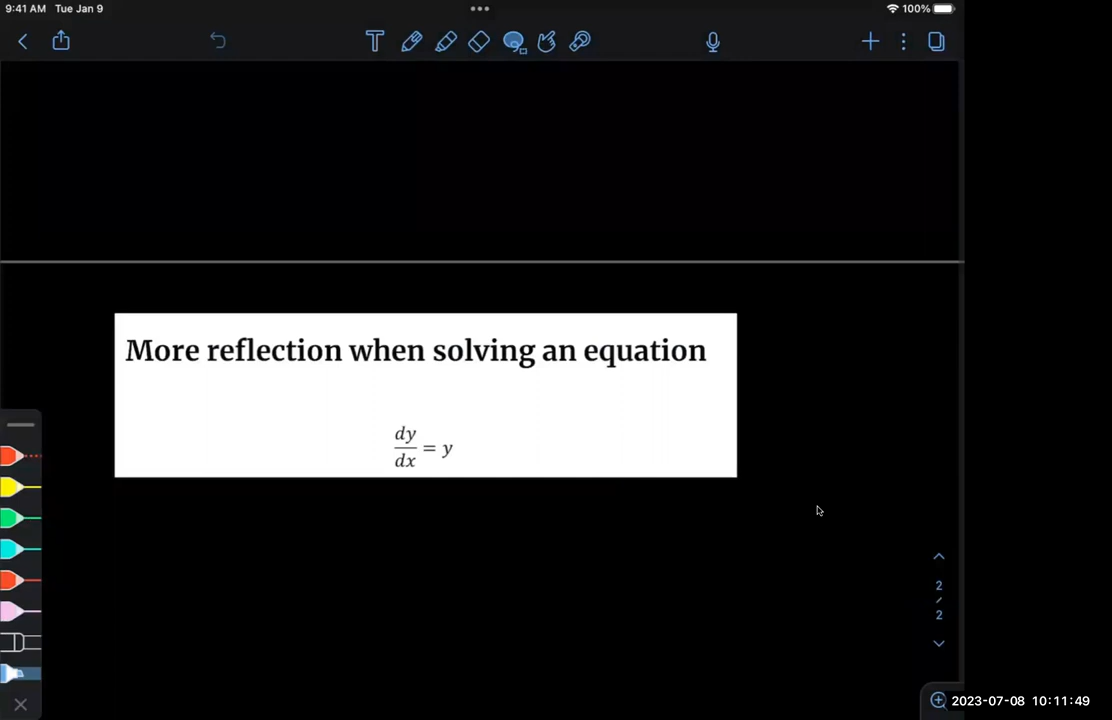 9:41 AM Tue Jan 9
100%
T
More reflection when solving an equation
dy/dx = y
2
2
2023-07-08 10:11:49